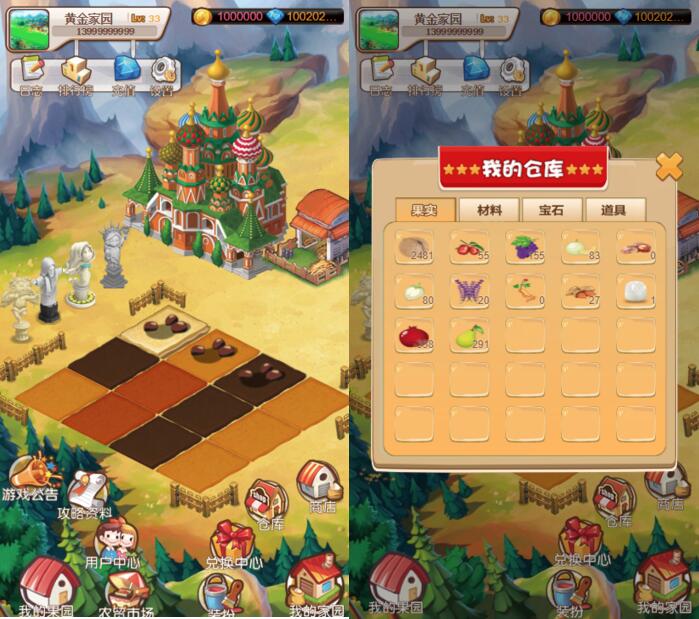 黄金家园 Lv: 33
13999999999
1000000 100202...
日志 排行榜 充值 设置
游戏公告
攻略资料
用户中心
仓库
商店
兑换中心
我的果园
农贸市场
装扮
我的家园
黄金家园 Lv: 33
13999999999
1000000 100202...
日志 排行榜 充值 设置
我的仓库
果实 材料 宝石 道具
2481 55 155 83 0
80 20 0 27 1
338 291
仓库
商店
兑换中心
我的果园
装扮
我的家园